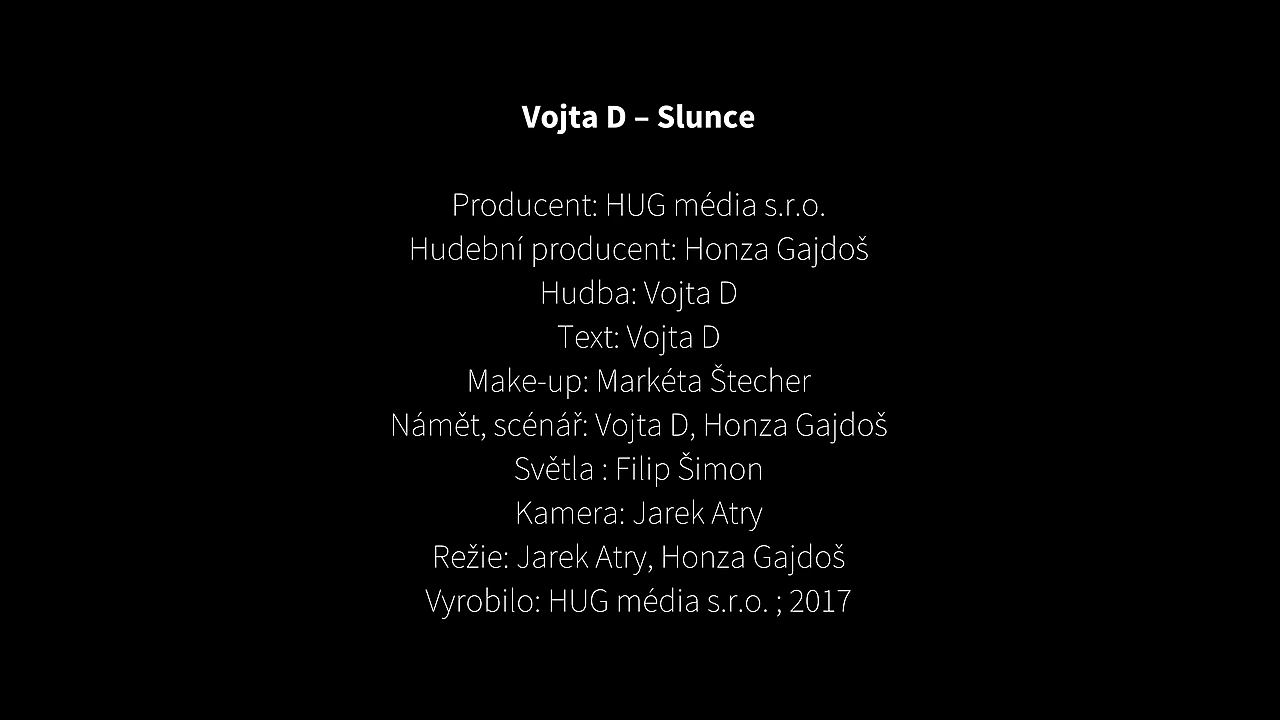 Vojta D – Slunce
Producent: HUG média s.r.o.
Hudební producent: Honza Gajdoš
Hudba: Vojta D
Text: Vojta D
Make-up: Markéta Štecher
Námět, scénář: Vojta D, Honza Gajdoš
Světla : Filip Šimon
Kamera: Jarek Atry
Režie: Jarek Atry, Honza Gajdoš
Vyrobilo: HUG média s.r.o. ; 2017